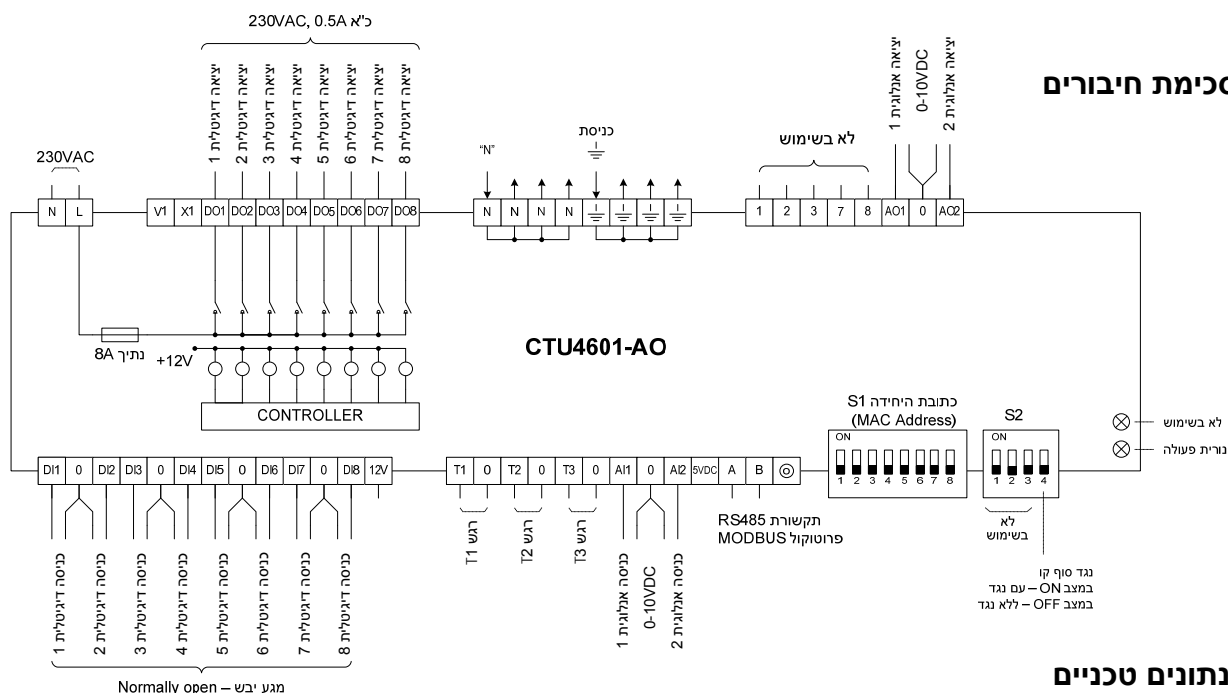 סכימת חיבורים
230VAC, 0.5A כ"א
יציאה דיגיטלית 1
יציאה דיגיטלית 2
יציאה דיגיטלית 3
יציאה דיגיטלית 4
יציאה דיגיטלית 5
יציאה דיגיטלית 6
יציאה דיגיטלית 7
יציאה דיגיטלית 8
"N"
כניסת
לא בשימוש
יציאה אנלוגית 1
0-10VDC
יציאה אנלוגית 2
230VAC
N L
V1 X1 DO1 DO2 DO3 DO4 DO5 DO6 DO7 DO8
N N N N
1 2 3 7 8 AO1 0 AO2
נתיך 8A
+12V
CONTROLLER
CTU4601-AO
S1 כתובת היחידה
(MAC Address)
ON
1 2 3 4 5 6 7 8
S2
ON
1 2 3 4
לא בשימוש
נורית פעולה
DI1 0 DI2 DI3 0 DI4 DI5 0 DI6 DI7 0 DI8 12V
T1 0 T2 0 T3 0 AI1 0 AI2 5VDC A B
כניסה דיגיטלית 1
כניסה דיגיטלית 2
כניסה דיגיטלית 3
כניסה דיגיטלית 4
כניסה דיגיטלית 5
כניסה דיגיטלית 6
כניסה דיגיטלית 7
כניסה דיגיטלית 8
מגע יבש – Normally open
רגש T1
רגש T2
רגש T3
כניסה אנלוגית 1
0-10VDC
כניסה אנלוגית 2
תקשורת RS485
פרוטוקול MODBUS
לא
בשימוש
נגד סוף קו
במצב ON – עם נגד
במצב OFF – ללא נגד
נתונים טכניים